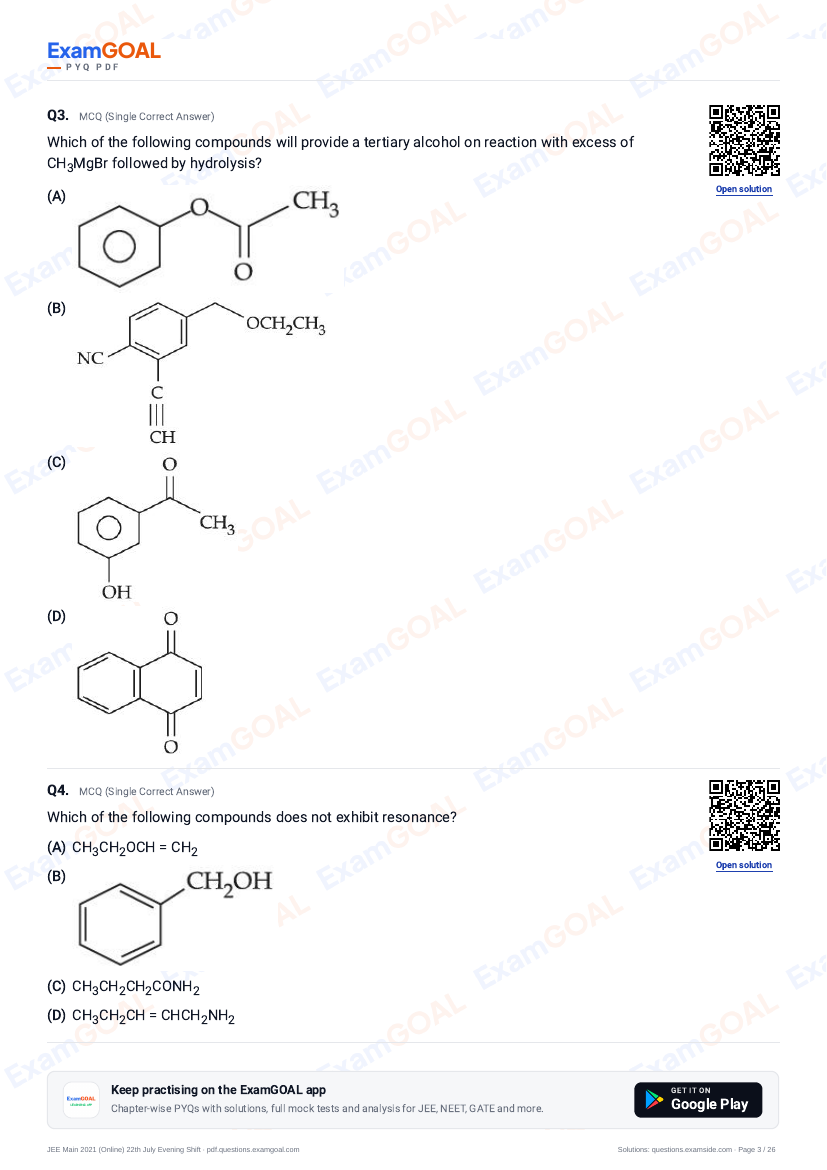 ExamGOAL
PYQ PDF
Q3. MCQ (Single Correct Answer)
Which of the following compounds will provide a tertiary alcohol on reaction with excess of
CH3MgBr followed by hydrolysis?
Open solution
(A)
O
CH3
O
(B)
OCH2CH3
NC
C
CH
(C)
O
CH3
OH
(D)
O
O
Q4. MCQ (Single Correct Answer)
Which of the following compounds does not exhibit resonance?
(A) CH3CH2OCH = CH2
Open solution
(B)
CH2OH
(C) CH3CH2CH2CONH2
(D) CH3CH2CH = CHCH2NH2
Keep practising on the ExamGOAL app
Chapter-wise PYQs with solutions, full mock tests and analysis for JEE, NEET, GATE and more.
ExamGOAL
GET IT ON
Google Play
JEE Main 2021 (Online) 22th July Evening Shift · pdf.questions.examgoal.com
Solutions: questions.examside.com · Page 3 / 26